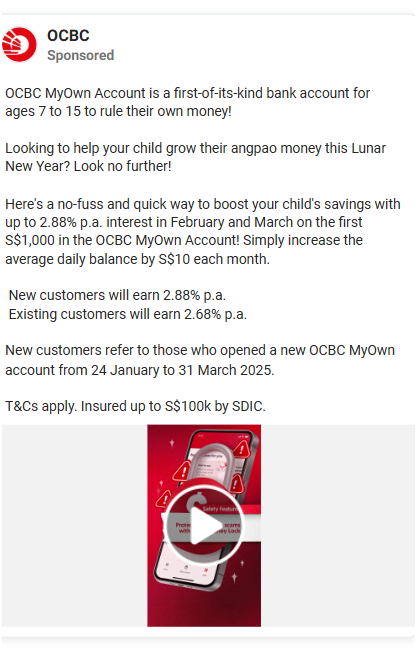 OCBC
Sponsored
OCBC MyOwn Account is a first-of-its-kind bank account for
ages 7 to 15 to rule their own money!
Looking to help your child grow their angpao money this Lunar
New Year? Look no further!
Here's a no-fuss and quick way to boost your child's savings with
up to 2.88% p.a. interest in February and March on the first
S$1,000 in the OCBC MyOwn Account! Simply increase the
average daily balance by S$10 each month.
New customers will earn 2.88% p.a.
Existing customers will earn 2.68% p.a.
New customers refer to those who opened a new OCBC MyOwn
account from 24 January to 31 March 2025.
T&Cs apply. Insured up to S$100k by SDIC.
Safety
scams
Lock